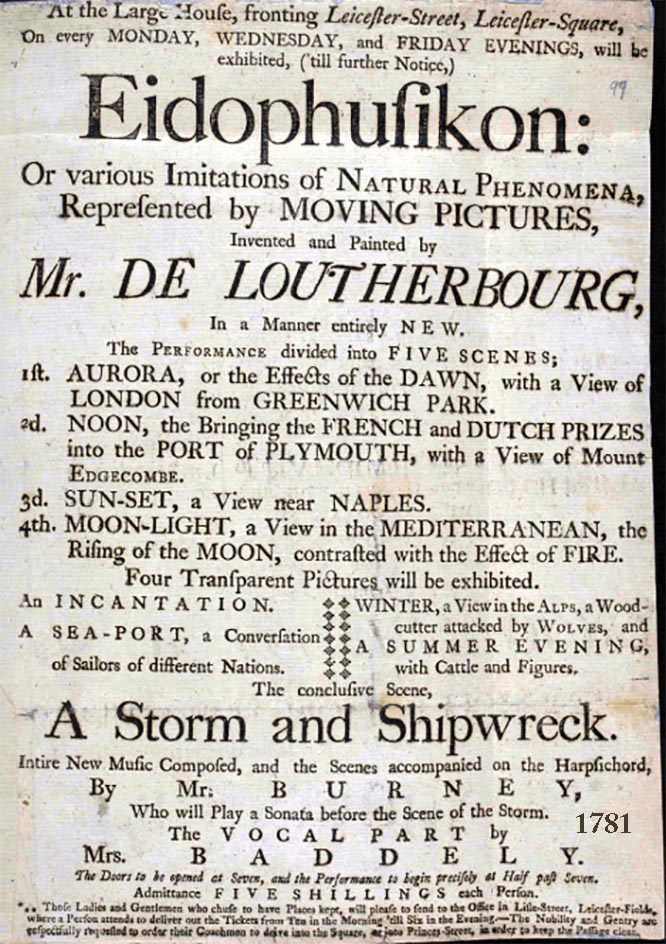 At the Large House, fronting Leiceſter-Street, Leiceſter-Square,
On every MONDAY, WEDNESDAY, and FRIDAY EVENINGS, will be
exhibited, ('till further Notice,)
99
Eidophuſikon:
Or various Imitations of NATURAL PHENOMENA,
Repreſented by MOVING PICTURES,
Invented and Painted by
Mr. DE LOUTHERBOURG,
In a Manner entirely NEW.
The PERFORMANCE divided into FIVE SCENES;
1ſt. AURORA, or the Effects of the DAWN, with a View of
LONDON from GREENWICH PARK.
2d. NOON, the Bringing the FRENCH and DUTCH PRIZES
into the PORT of PLYMOUTH, with a View of Mount
EDGECOMBE.
3d. SUN-SET, a View near NAPLES.
4th. MOON-LIGHT, a View in the MEDITERRANEAN, the
Riſing of the MOON, contraſted with the Effect of FIRE.
Four Tranſparent Pictures will be exhibited.
An INCANTATION.
A SEA-PORT, a Converſation
of Sailors of different Nations.
WINTER, a View in the ALPS, a Wood-
cutter attacked by WOLVES, and
A SUMMER EVENING,
with Cattle and Figures.
The concluſive Scene,
A Storm and Shipwreck.
Intire New Muſic Compoſed, and the Scenes accompanied on the Harpſichord,
By Mr. BURNEY,
Who will Play a Sonata before the Scene of the Storm.
1781
The VOCAL PART by
Mrs. BADDELY.
The Doors to be opened at Seven, and the Performance to begin preciſely at Half paſt Seven.
Admittance FIVE SHILLINGS each Perſon.
*.. Thoſe Ladies and Gentlemen who chuſe to have Places kept, will pleaſe to ſend to the Office in Liſle-Street, Leiceſter-Fields,
where a Perſon attends to deliver out the Tickets from Ten in the Morning 'till Six in the Evening.—The Nobility and Gentry are
reſpectfully requeſted to order their Coachmen to drive into the Square, or into Princes-Street, in order to keep the Paſſage clear.